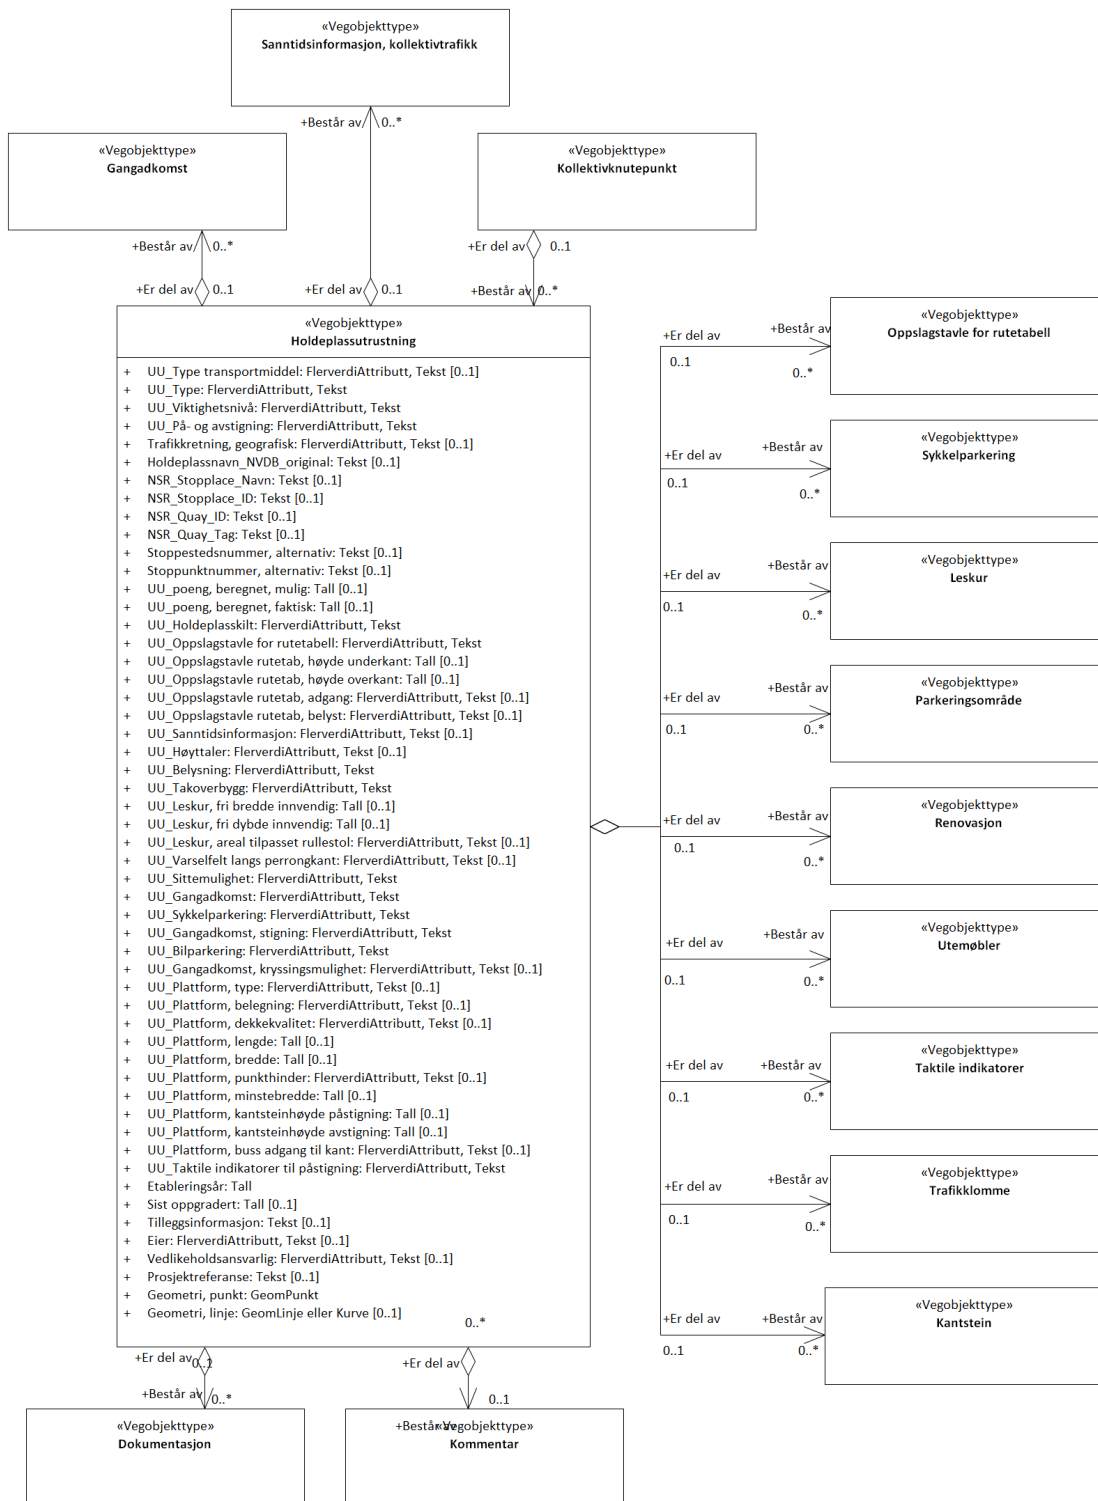 «Vegobjekttype»
Sanntidsinformasjon, kollektivtrafikk
+Består av
0..*
«Vegobjekttype»
Gangadkomst
«Vegobjekttype»
Kollektivknutepunkt
+Består av
0..*
+Er del av
0..1
+Er del av
0..1
+Er del av
0..1
+Består av
0..*
«Vegobjekttype»
Holdeplassutrustning
+ UU_Type transportmiddel: FlerverdiAttributt, Tekst [0..1]
+ UU_Type: FlerverdiAttributt, Tekst
+ UU_Viktighetsnivå: FlerverdiAttributt, Tekst
+ UU_På- og avstigning: FlerverdiAttributt, Tekst
+ Trafikkretning, geografisk: FlerverdiAttributt, Tekst [0..1]
+ Holdeplassnavn_NVDB_original: Tekst [0..1]
+ NSR_Stopplace_Navn: Tekst [0..1]
+ NSR_Stopplace_ID: Tekst [0..1]
+ NSR_Quay_ID: Tekst [0..1]
+ NSR_Quay_Tag: Tekst [0..1]
+ Stoppestedsnummer, alternativ: Tekst [0..1]
+ Stoppunktnummer, alternativ: Tekst [0..1]
+ UU_poeng, beregnet, mulig: Tall [0..1]
+ UU_poeng, beregnet, faktisk: Tall [0..1]
+ UU_Holdeplasskilt: FlerverdiAttributt, Tekst
+ UU_Oppslagstavle for rutetabell: FlerverdiAttributt, Tekst
+ UU_Oppslagstavle rutetab, høyde underkant: Tall [0..1]
+ UU_Oppslagstavle rutetab, høyde overkant: Tall [0..1]
+ UU_Oppslagstavle rutetab, adgang: FlerverdiAttributt, Tekst [0..1]
+ UU_Oppslagstavle rutetab, belyst: FlerverdiAttributt, Tekst [0..1]
+ UU_Sanntidsinformasjon: FlerverdiAttributt, Tekst [0..1]
+ UU_Høyttaler: FlerverdiAttributt, Tekst [0..1]
+ UU_Belysning: FlerverdiAttributt, Tekst
+ UU_Takoverbygg: FlerverdiAttributt, Tekst
+ UU_Leskur, fri bredde innvendig: Tall [0..1]
+ UU_Leskur, fri dybde innvendig: Tall [0..1]
+ UU_Leskur, areal tilpasset rullestol: FlerverdiAttributt, Tekst [0..1]
+ UU_Varselfelt langs perrongkant: FlerverdiAttributt, Tekst [0..1]
+ UU_Sittemulighet: FlerverdiAttributt, Tekst
+ UU_Gangadkomst: FlerverdiAttributt, Tekst
+ UU_Sykkelparkering: FlerverdiAttributt, Tekst
+ UU_Gangadkomst, stigning: FlerverdiAttributt, Tekst
+ UU_Bilparkering: FlerverdiAttributt, Tekst
+ UU_Gangadkomst, kryssingsmulighet: FlerverdiAttributt, Tekst [0..1]
+ UU_Plattform, type: FlerverdiAttributt, Tekst [0..1]
+ UU_Plattform, belegning: FlerverdiAttributt, Tekst [0..1]
+ UU_Plattform, dekkekvalitet: FlerverdiAttributt, Tekst [0..1]
+ UU_Plattform, lengde: Tall [0..1]
+ UU_Plattform, bredde: Tall [0..1]
+ UU_Plattform, punkthinder: FlerverdiAttributt, Tekst [0..1]
+ UU_Plattform, minstebredde: Tall [0..1]
+ UU_Plattform, kantsteinhøyde påstigning: Tall [0..1]
+ UU_Plattform, kantsteinhøyde avstigning: Tall [0..1]
+ UU_Plattform, buss adgang til kant: FlerverdiAttributt, Tekst [0..1]
+ UU_Taktile indikatorer til påstigning: FlerverdiAttributt, Tekst
+ Etableringsår: Tall
+ Sist oppgradert: Tall [0..1]
+ Tilleggsinformasjon: Tekst [0..1]
+ Eier: FlerverdiAttributt, Tekst [0..1]
+ Vedlikeholdsansvarlig: FlerverdiAttributt, Tekst [0..1]
+ Prosjektreferanse: Tekst [0..1]
+ Geometri, punkt: GeomPunkt
+ Geometri, linje: GeomLinje eller Kurve [0..1]
0..*
+Er del av
0..1
+Består av
«Vegobjekttype»
Oppslagstavle for rutetabell
0..*
+Er del av
0..1
+Består av
«Vegobjekttype»
Sykkelparkering
0..*
+Er del av
0..1
+Består av
«Vegobjekttype»
Leskur
0..*
+Er del av
0..1
+Består av
«Vegobjekttype»
Parkeringsområde
0..*
+Er del av
0..1
+Består av
«Vegobjekttype»
Renovasjon
0..*
+Er del av
0..1
+Består av
«Vegobjekttype»
Utemøbler
0..*
+Er del av
0..1
+Består av
«Vegobjekttype»
Taktile indikatorer
0..*
+Er del av
0..1
+Består av
«Vegobjekttype»
Trafikklomme
0..*
+Er del av
0..1
+Består av
«Vegobjekttype»
Kantstein
0..*
+Er del av
0..1
+Består av
0..*
«Vegobjekttype»
Dokumentasjon
+Er del av
0..1
+Består av
«Vegobjekttype»
Kommentar